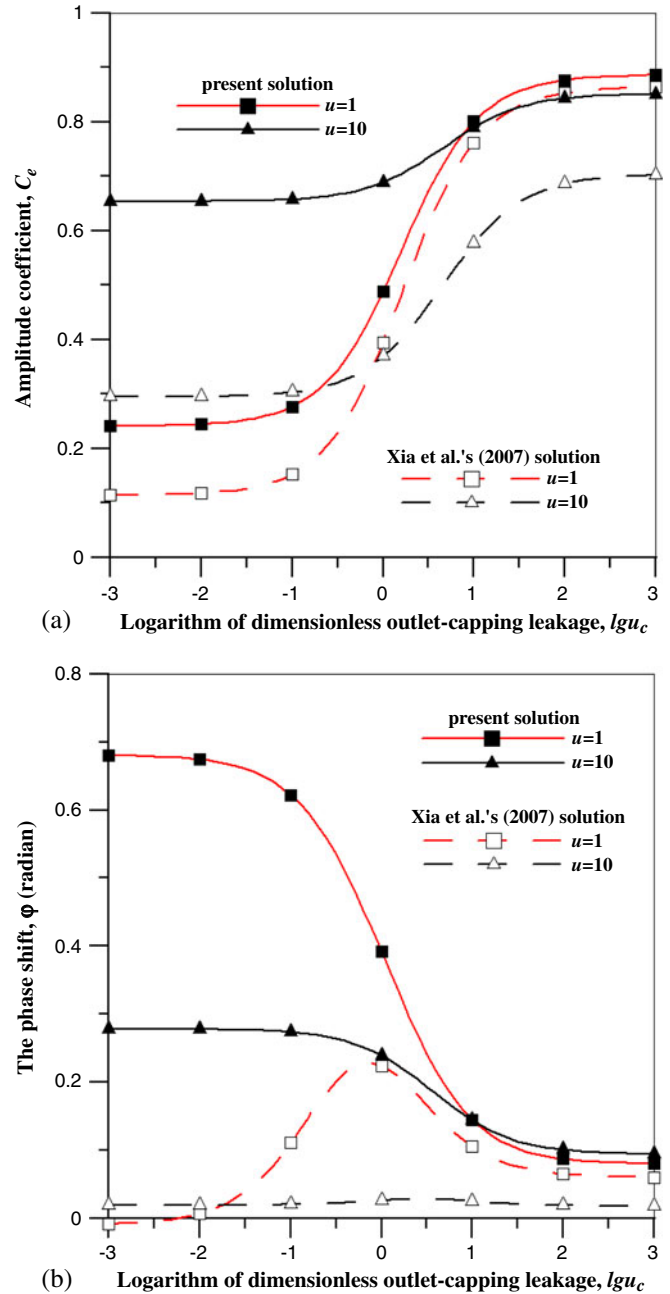 1
0.8
0.6
0.4
0.2
0
Amplitude coefficient, Ce
present solution
u=1
u=10
Xia et al.'s (2007) solution
u=1
u=10
-3 -2 -1 0 1 2 3
(a) Logarithm of dimensionless outlet-capping leakage, lguc
0.8
0.6
0.4
0.2
0
The phase shift, φ (radian)
present solution
u=1
u=10
Xia et al.'s (2007) solution
u=1
u=10
-3 -2 -1 0 1 2 3
(b) Logarithm of dimensionless outlet-capping leakage, lguc